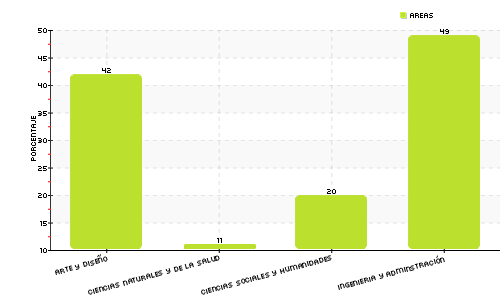 AREAS
PORCENTAJE
50
45
40
35
30
25
20
15
10
42
11
20
49
ARTE Y DISEÑO
CIENCIAS NATURALES Y DE LA SALUD
CIENCIAS SOCIALES Y HUMANIDADES
INGENIERIA Y ADMINSTRACIÓN